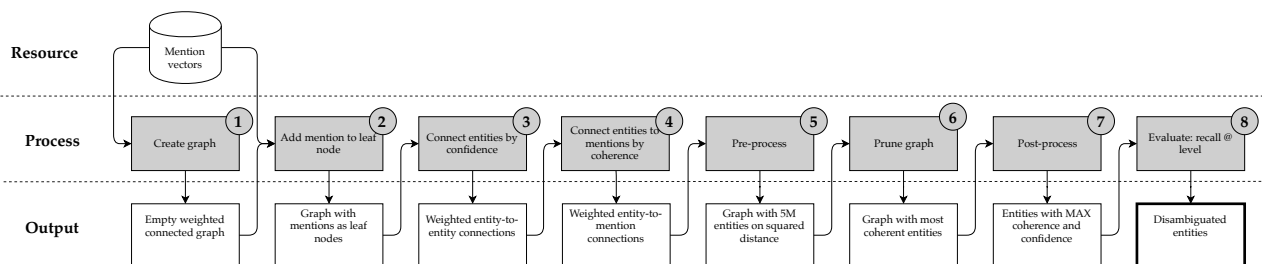 Resource
Mention
vectors
Process
1
Create graph
2
Add mention to leaf
node
3
Connect entities by
confidence
4
Connect entities to
mentions by
coherence
5
Pre-process
6
Prune graph
7
Post-process
8
Evaluate: recall @
level
Output
Empty weighted
connected graph
Graph with
mentions as leaf
nodes
Weighted entity-to-
entity connections
Weighted entity-to-
mention connections
Graph with 5M
entities on squared
distance
Graph with most
coherent entities
Entities with MAX
coherence and
confidence
Disambiguated
entities